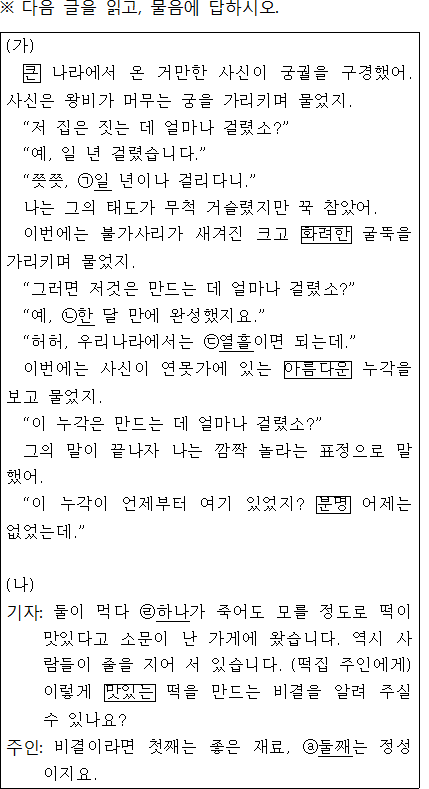 ※ 다음 글을 읽고, 물음에 답하시오.
(가)
큰 나라에서 온 거만한 사신이 궁궐을 구경했어.
사신은 왕비가 머무는 궁을 가리키며 물었지.
“저 집은 짓는 데 얼마나 걸렸소?”
“예, 일 년 걸렸습니다.”
“쯧쯧, ㉠일 년이나 걸리다니.”
나는 그의 태도가 무척 거슬렸지만 꾹 참았어.
이번에는 불가사리가 새겨진 크고 화려한 굴뚝을
가리키며 물었지.
“그러면 저것은 만드는 데 얼마나 걸렸소?”
“예, ㉡한 달 만에 완성했지요.”
“허허, 우리나라에서는 ㉢열흘이면 되는데.”
이번에는 사신이 연못가에 있는 아름다운 누각을
보고 물었지.
“이 누각은 만드는 데 얼마나 걸렸소?”
그의 말이 끝나자 나는 깜짝 놀라는 표정으로 말
했어.
“이 누각이 언제부터 여기 있었지? 분명 어제는
없었는데.”
(나)
기자: 둘이 먹다 ㉣하나가 죽어도 모를 정도로 떡이
맛있다고 소문이 난 가게에 왔습니다. 역시 사
람들이 줄을 지어 서 있습니다. (떡집 주인에게)
이렇게 맛있는 떡을 만드는 비결을 알려 주실
수 있나요?
주인: 비결이라면 첫째는 좋은 재료, ⓐ둘째는 정성
이지요.